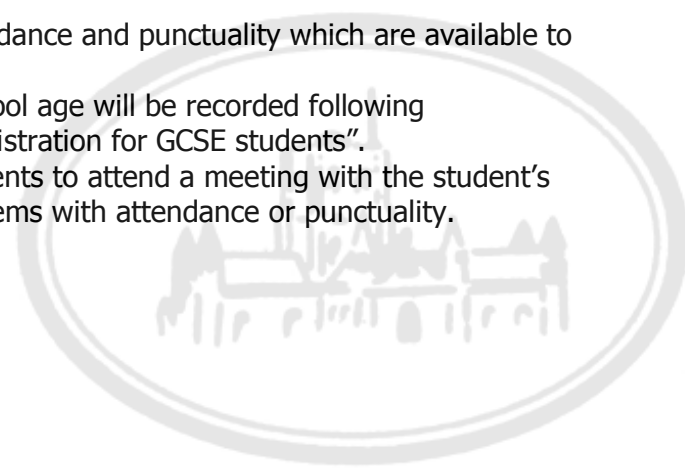 dance and punctuality which are available to
ool age will be recorded following
istration for GCSE students”.
ents to attend a meeting with the student’s
ems with attendance or punctuality.